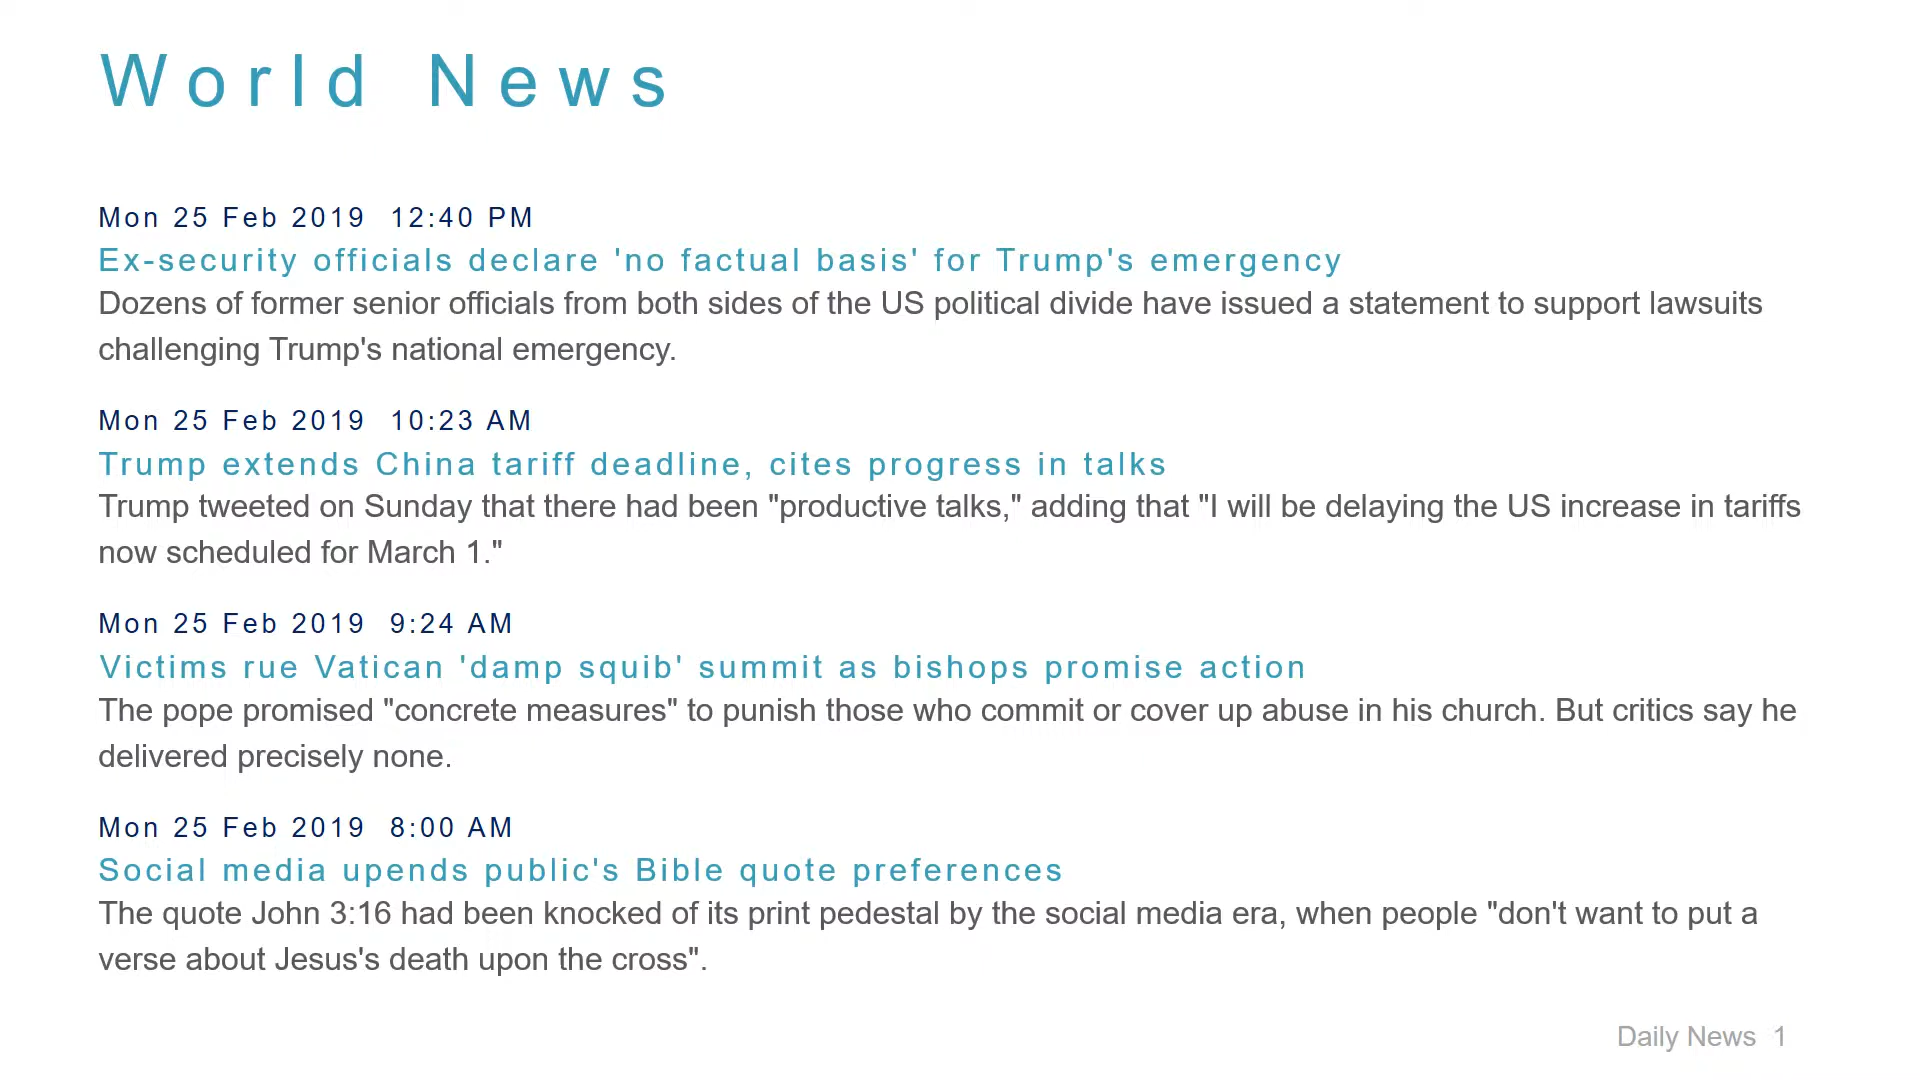 World News
Mon 25 Feb 2019  12:40 PM
Ex-security officials declare 'no factual basis' for Trump's emergency
Dozens of former senior officials from both sides of the US political divide have issued a statement to support lawsuits
challenging Trump's national emergency.
Mon 25 Feb 2019  10:23 AM
Trump extends China tariff deadline, cites progress in talks
Trump tweeted on Sunday that there had been "productive talks," adding that "I will be delaying the US increase in tariffs
now scheduled for March 1."
Mon 25 Feb 2019  9:24 AM
Victims rue Vatican 'damp squib' summit as bishops promise action
The pope promised "concrete measures" to punish those who commit or cover up abuse in his church. But critics say he
delivered precisely none.
Mon 25 Feb 2019  8:00 AM
Social media upends public's Bible quote preferences
The quote John 3:16 had been knocked of its print pedestal by the social media era, when people "don't want to put a
verse about Jesus's death upon the cross".
Daily News  1